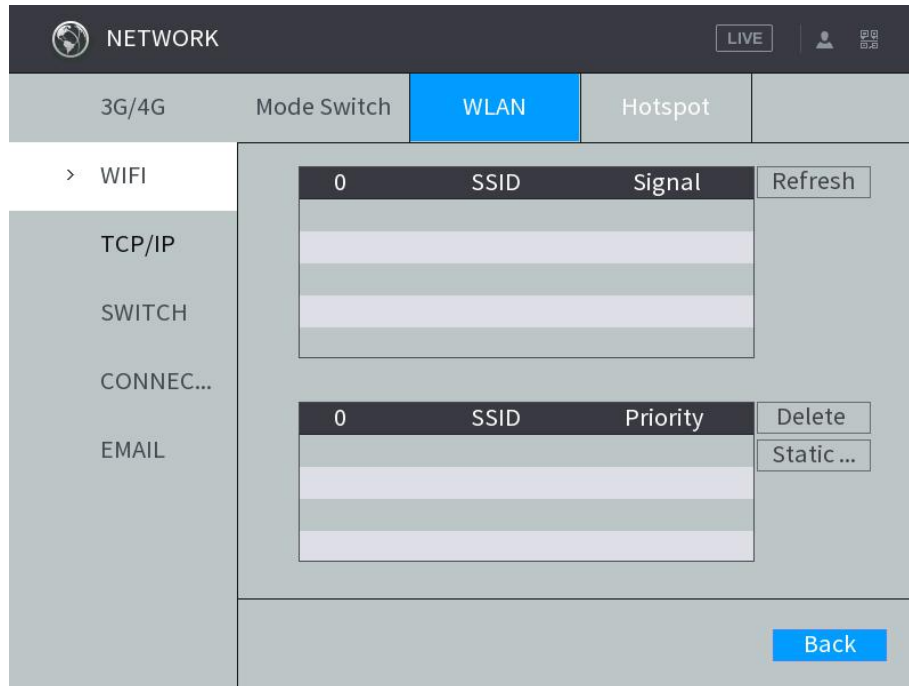 NETWORK LIVE
3G/4G Mode Switch WLAN Hotspot
> WIFI
TCP/IP
SWITCH
CONNEC...
EMAIL
0 SSID Signal Refresh
0 SSID Priority Delete
Static ...
Back